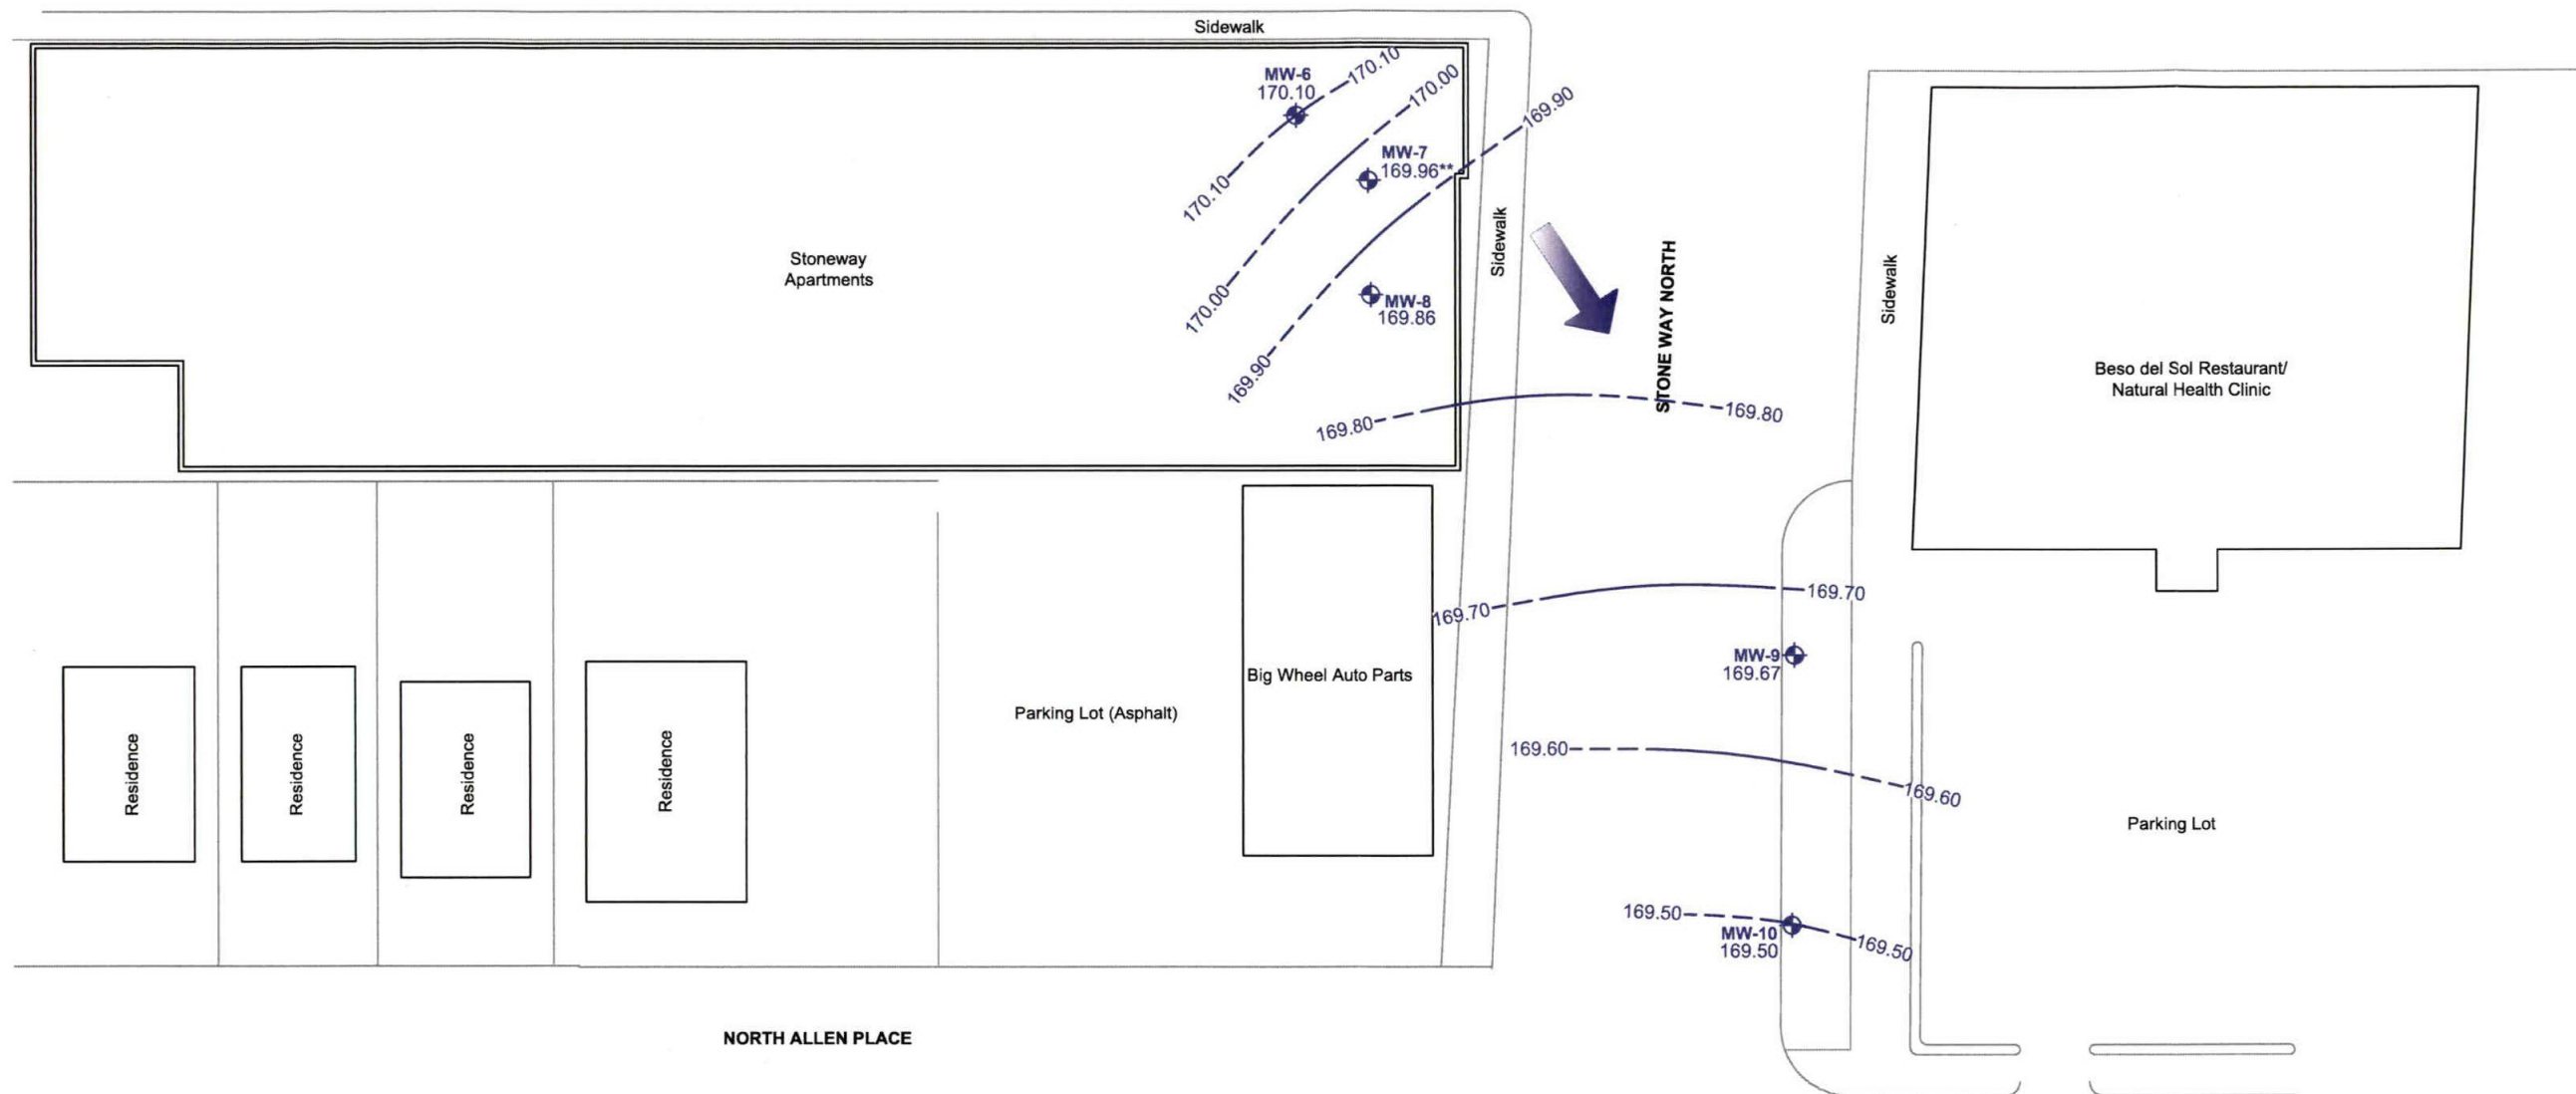 Sidewalk
MW-6
170.10
170.10
170.00
169.90
MW-7
169.96**
170.10
Sidewalk
STONE WAY NORTH
Sidewalk
Stoneway
Apartments
170.00
MW-8
169.86
169.90
Beso del Sol Restaurant/
Natural Health Clinic
169.80
169.80
169.70
169.70
MW-9
169.67
Big Wheel Auto Parts
Parking Lot (Asphalt)
Residence
Residence
Residence
Residence
169.60
169.60
Parking Lot
169.50
MW-10
169.50
169.50
NORTH ALLEN PLACE